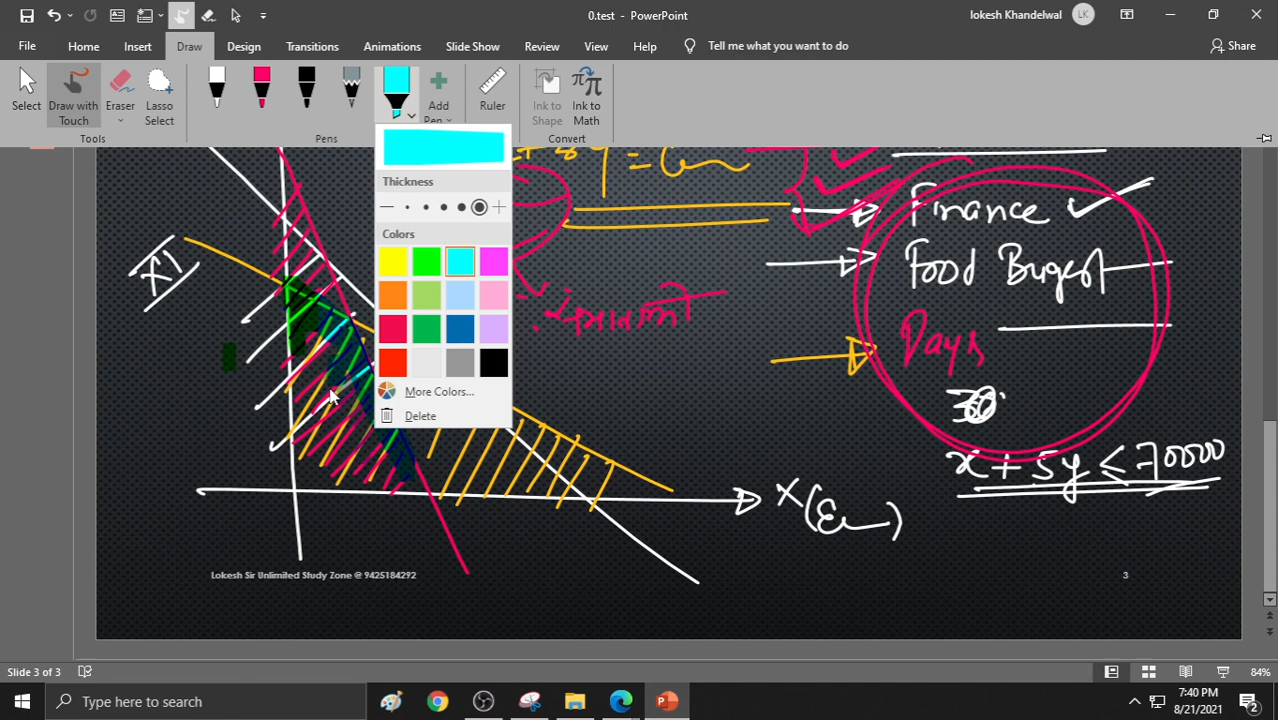 0.test - PowerPoint
lokesh Khandelwal
LK
File Home Insert Draw Design Transitions Animations Slide Show Review View Help Tell me what you want to do Share
Select
Draw with Touch
Eraser
Lasso Select
Add Pen
Ruler
Ink to Shape
Ink to Math
Tools
Pens
Convert
Thickness
Colors
More Colors...
Delete
Finance
Food
Days
30
x + 5y ≤ 70000
X
Lokesh Sir Unlimited Study Zone @ 9425184292
3
Slide 3 of 3
84%
Type here to search
7:40 PM
8/21/2021
2